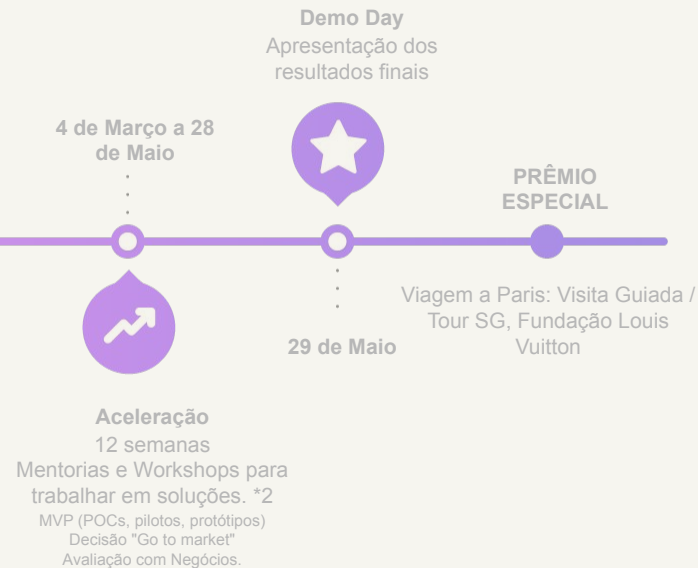 Demo Day
Apresentação dos
resultados finais
4 de Março a 28
de Maio
PRÊMIO
ESPECIAL
Viagem a Paris: Visita Guiada /
Tour SG, Fundação Louis
Vuitton
29 de Maio
Aceleração
12 semanas
Mentorias e Workshops para
trabalhar em soluções. *2
MVP (POCs, pilotos, protótipos)
Decisão "Go to market"
Avaliação com Negócios.